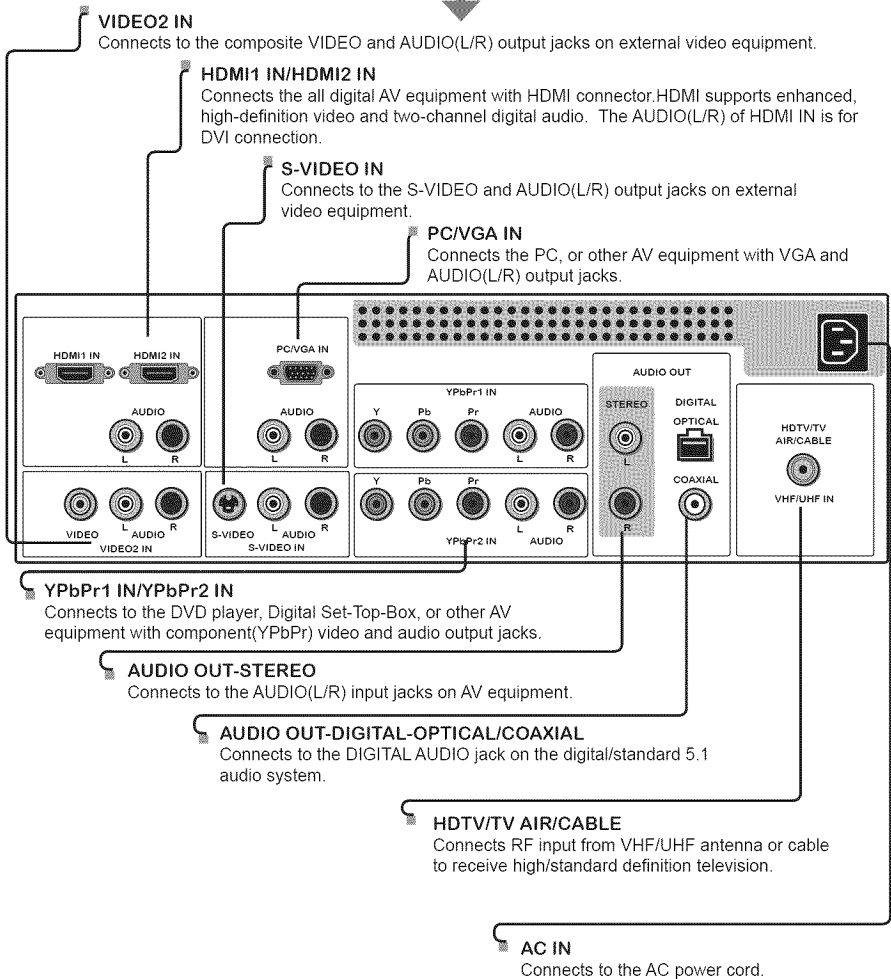 VIDEO2 IN
Connects to the composite VIDEO and AUDIO(L/R) output jacks on external video equipment.
HDMI1 IN/HDMI2 IN
Connects the all digital AV equipment with HDMI connector.HDMI supports enhanced,
high-definition video and two-channel digital audio. The AUDIO(L/R) of HDMI IN is for
DVI connection.
S-VIDEO IN
Connects to the S-VIDEO and AUDIO(L/R) output jacks on external
video equipment.
PC/VGA IN
Connects the PC, or other AV equipment with VGA and
AUDIO(L/R) output jacks.
HDMI1 IN HDMI2 IN
AUDIO
L R
PC/VGA IN
AUDIO
L R
YPbPr1 IN
Y Pb Pr AUDIO
L R
AUDIO OUT
STEREO
L
R
DIGITAL
OPTICAL
COAXIAL
HDTV/TV
AIR/CABLE
VHF/UHF IN
VIDEO L AUDIO R
VIDEO2 IN
S-VIDEO L AUDIO R
S-VIDEO IN
Y Pb Pr
L R
YPbPr2 IN AUDIO
YPbPr1 IN/YPbPr2 IN
Connects to the DVD player, Digital Set-Top-Box, or other AV
equipment with component(YPbPr) video and audio output jacks.
AUDIO OUT-STEREO
Connects to the AUDIO(L/R) input jacks on AV equipment.
AUDIO OUT-DIGITAL-OPTICAL/COAXIAL
Connects to the DIGITAL AUDIO jack on the digital/standard 5.1
audio system.
HDTV/TV AIR/CABLE
Connects RF input from VHF/UHF antenna or cable
to receive high/standard definition television.
AC IN
Connects to the AC power cord.